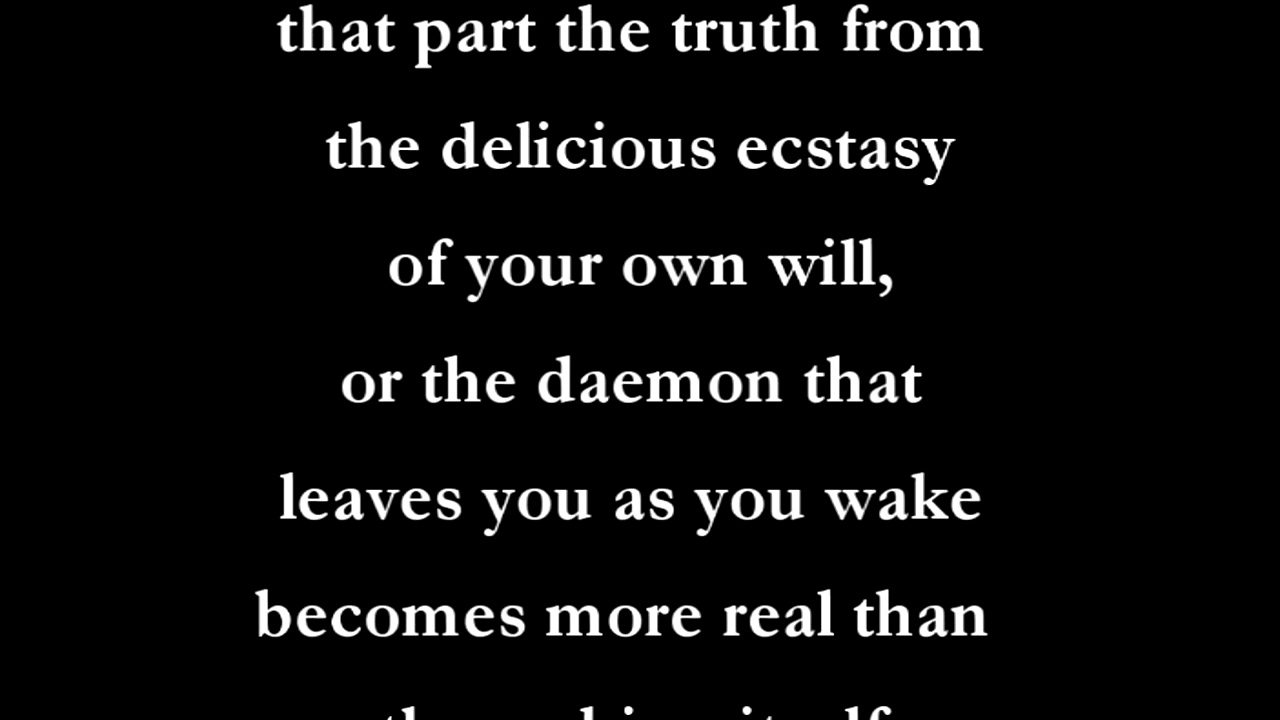 that part the truth from
the delicious ecstasy
of your own will,
or the daemon that
leaves you as you wake
becomes more real than
itself